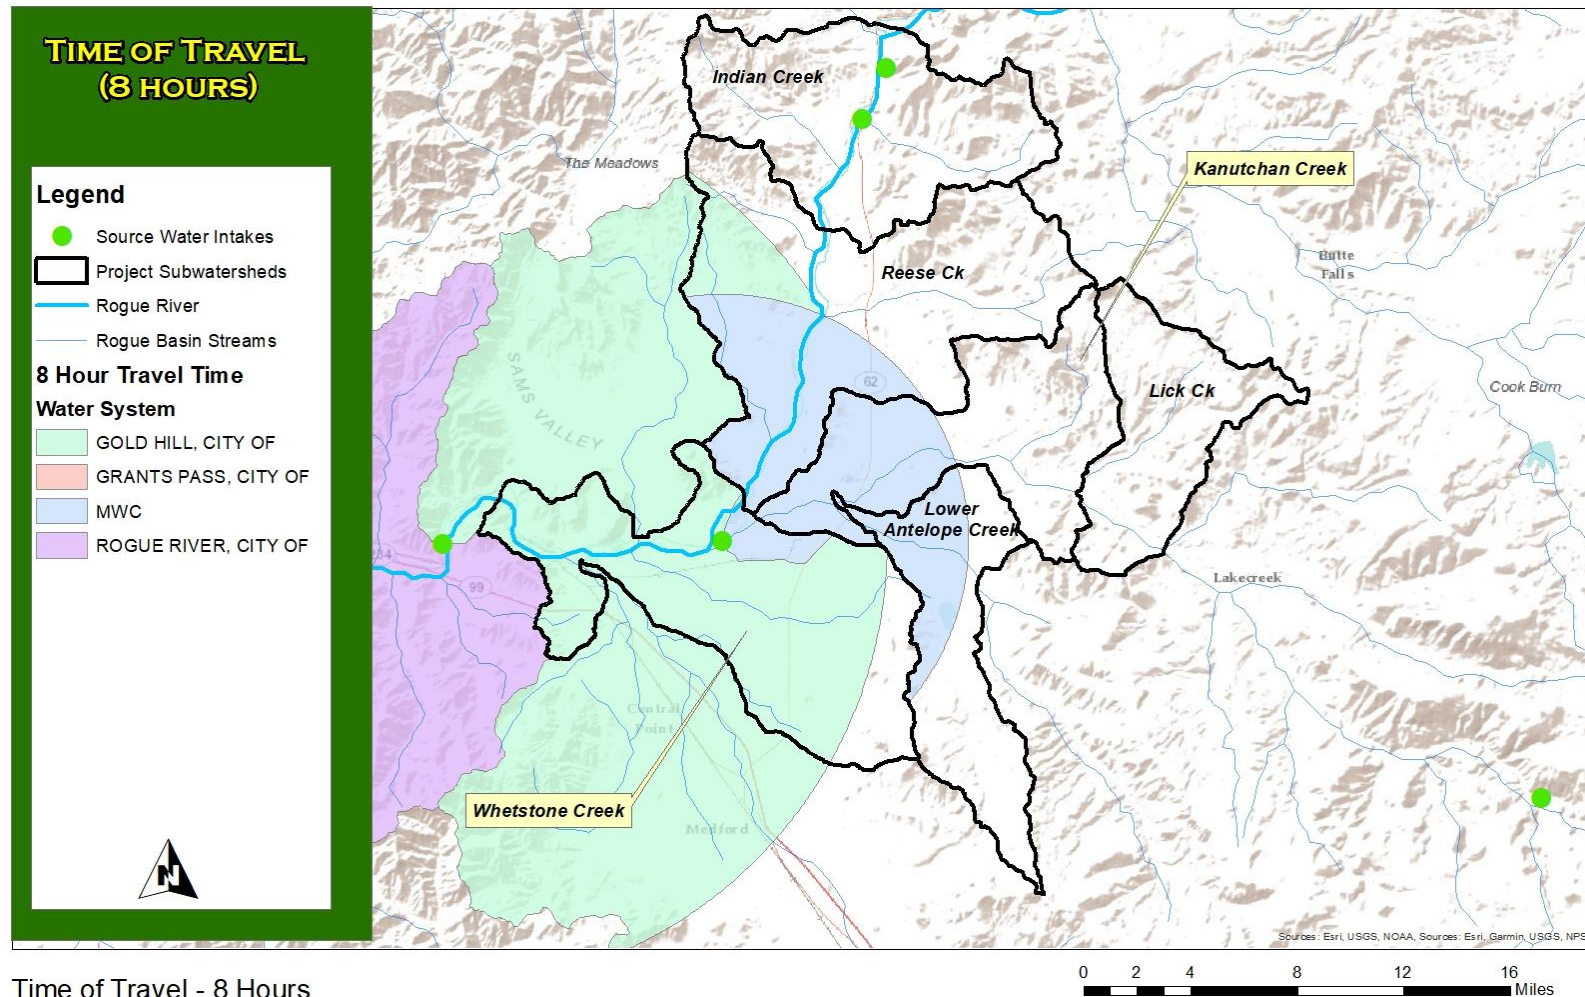 TIME OF TRAVEL
(8 HOURS)
Legend
Source Water Intakes
Project Subwatersheds
Rogue River
Rogue Basin Streams
8 Hour Travel Time
Water System
GOLD HILL, CITY OF
GRANTS PASS, CITY OF
MWC
ROGUE RIVER, CITY OF
N
Indian Creek
The Meadows
Kanutchan Creek
Reese Ck
Butte
Falls
SAMS VALLEY
62
Lick Ck
Cook Burn
Lower
Antelope Creek
99
Lakecreek
Central
Point
Whetstone Creek
Medford
Sources: Esri, USGS, NOAA, Sources: Esri, Garmin, USGS, NPS
Time of Travel - 8 Hours
0 2 4 8 12 16
Miles